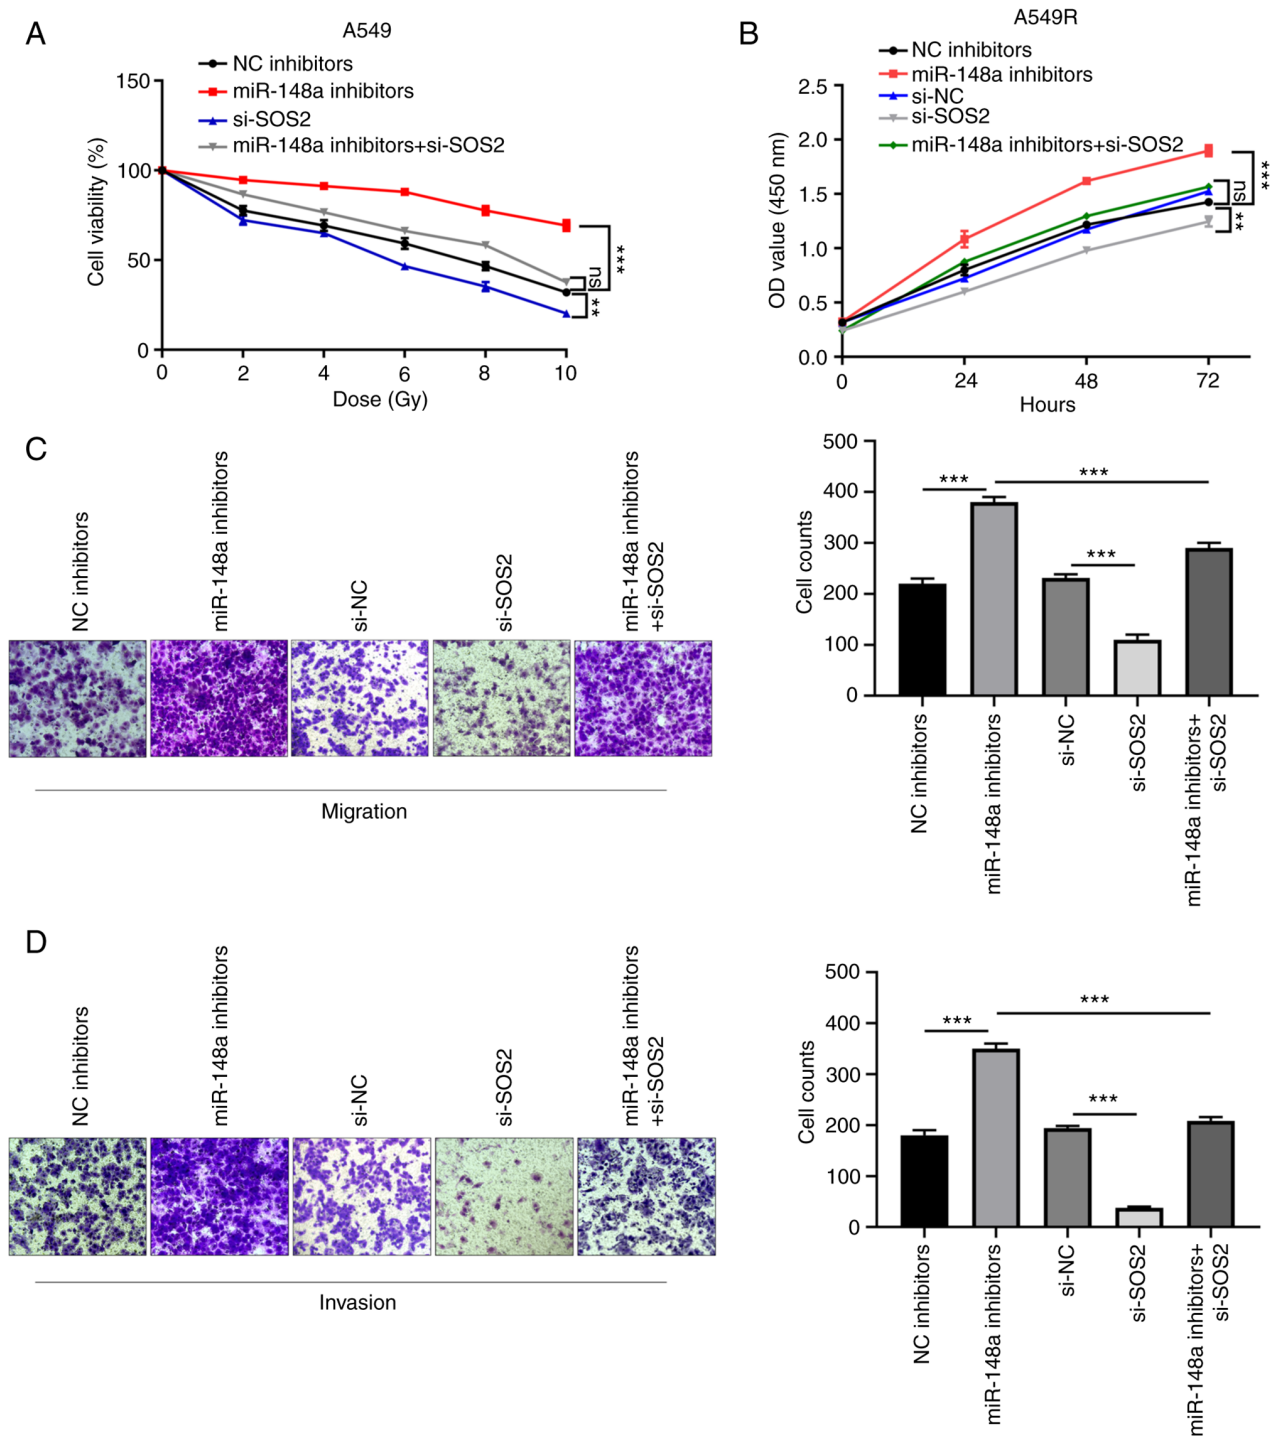 A
A549
NC inhibitors
miR-148a inhibitors
si-SOS2
miR-148a inhibitors+si-SOS2
Cell viability (%)
150
100
50
0
0 2 4 6 8 10
Dose (Gy)
***
ns
**
B
A549R
NC inhibitors
miR-148a inhibitors
si-NC
si-SOS2
miR-148a inhibitors+si-SOS2
OD value (450 nm)
2.5
2.0
1.5
1.0
0.5
0.0
0 24 48 72
Hours
***
ns
**
C
NC inhibitors
miR-148a inhibitors
si-NC
si-SOS2
miR-148a inhibitors
+si-SOS2
Migration
Cell counts
500
400
300
200
100
0
***
***
***
NC inhibitors
miR-148a inhibitors
si-NC
si-SOS2
miR-148a inhibitors+
si-SOS2
D
NC inhibitors
miR-148a inhibitors
si-NC
si-SOS2
miR-148a inhibitors
+si-SOS2
Invasion
Cell counts
500
400
300
200
100
0
***
***
***
NC inhibitors
miR-148a inhibitors
si-NC
si-SOS2
miR-148a inhibitors+
si-SOS2